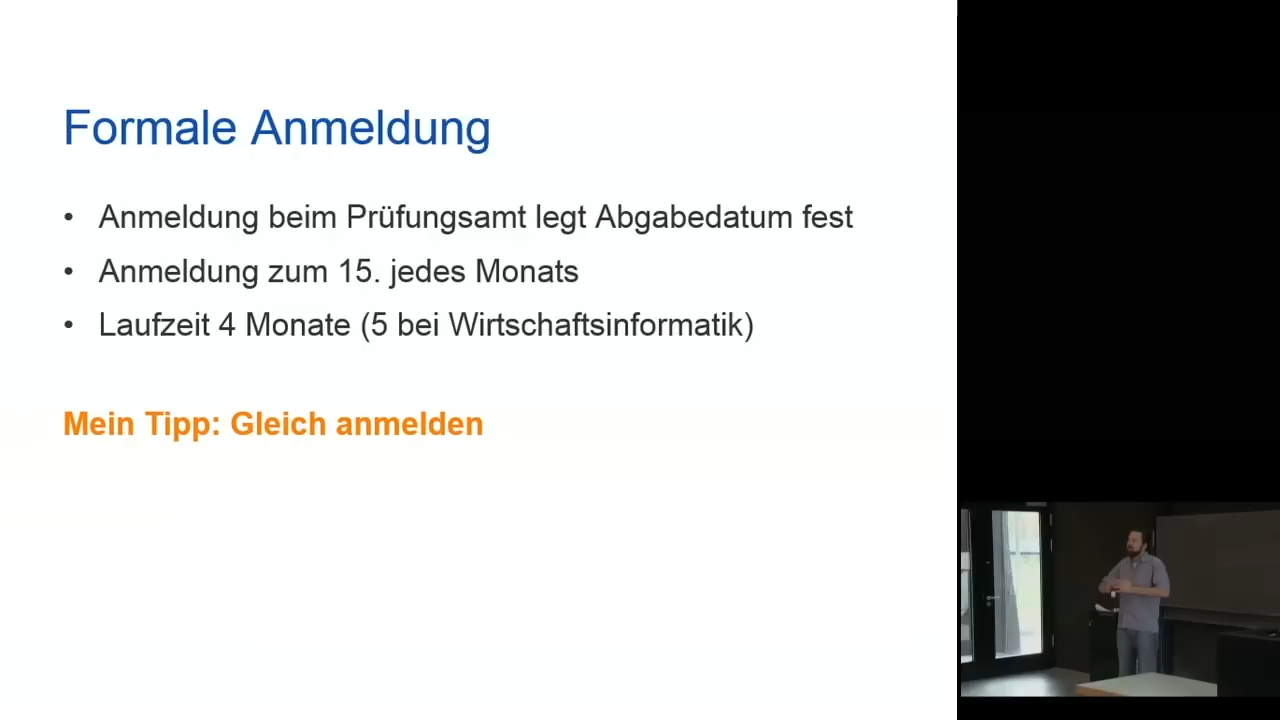 Formale Anmeldung
• Anmeldung beim Prüfungsamt legt Abgabedatum fest
• Anmeldung zum 15. jedes Monats
• Laufzeit 4 Monate (5 bei Wirtschaftsinformatik)
Mein Tipp: Gleich anmelden